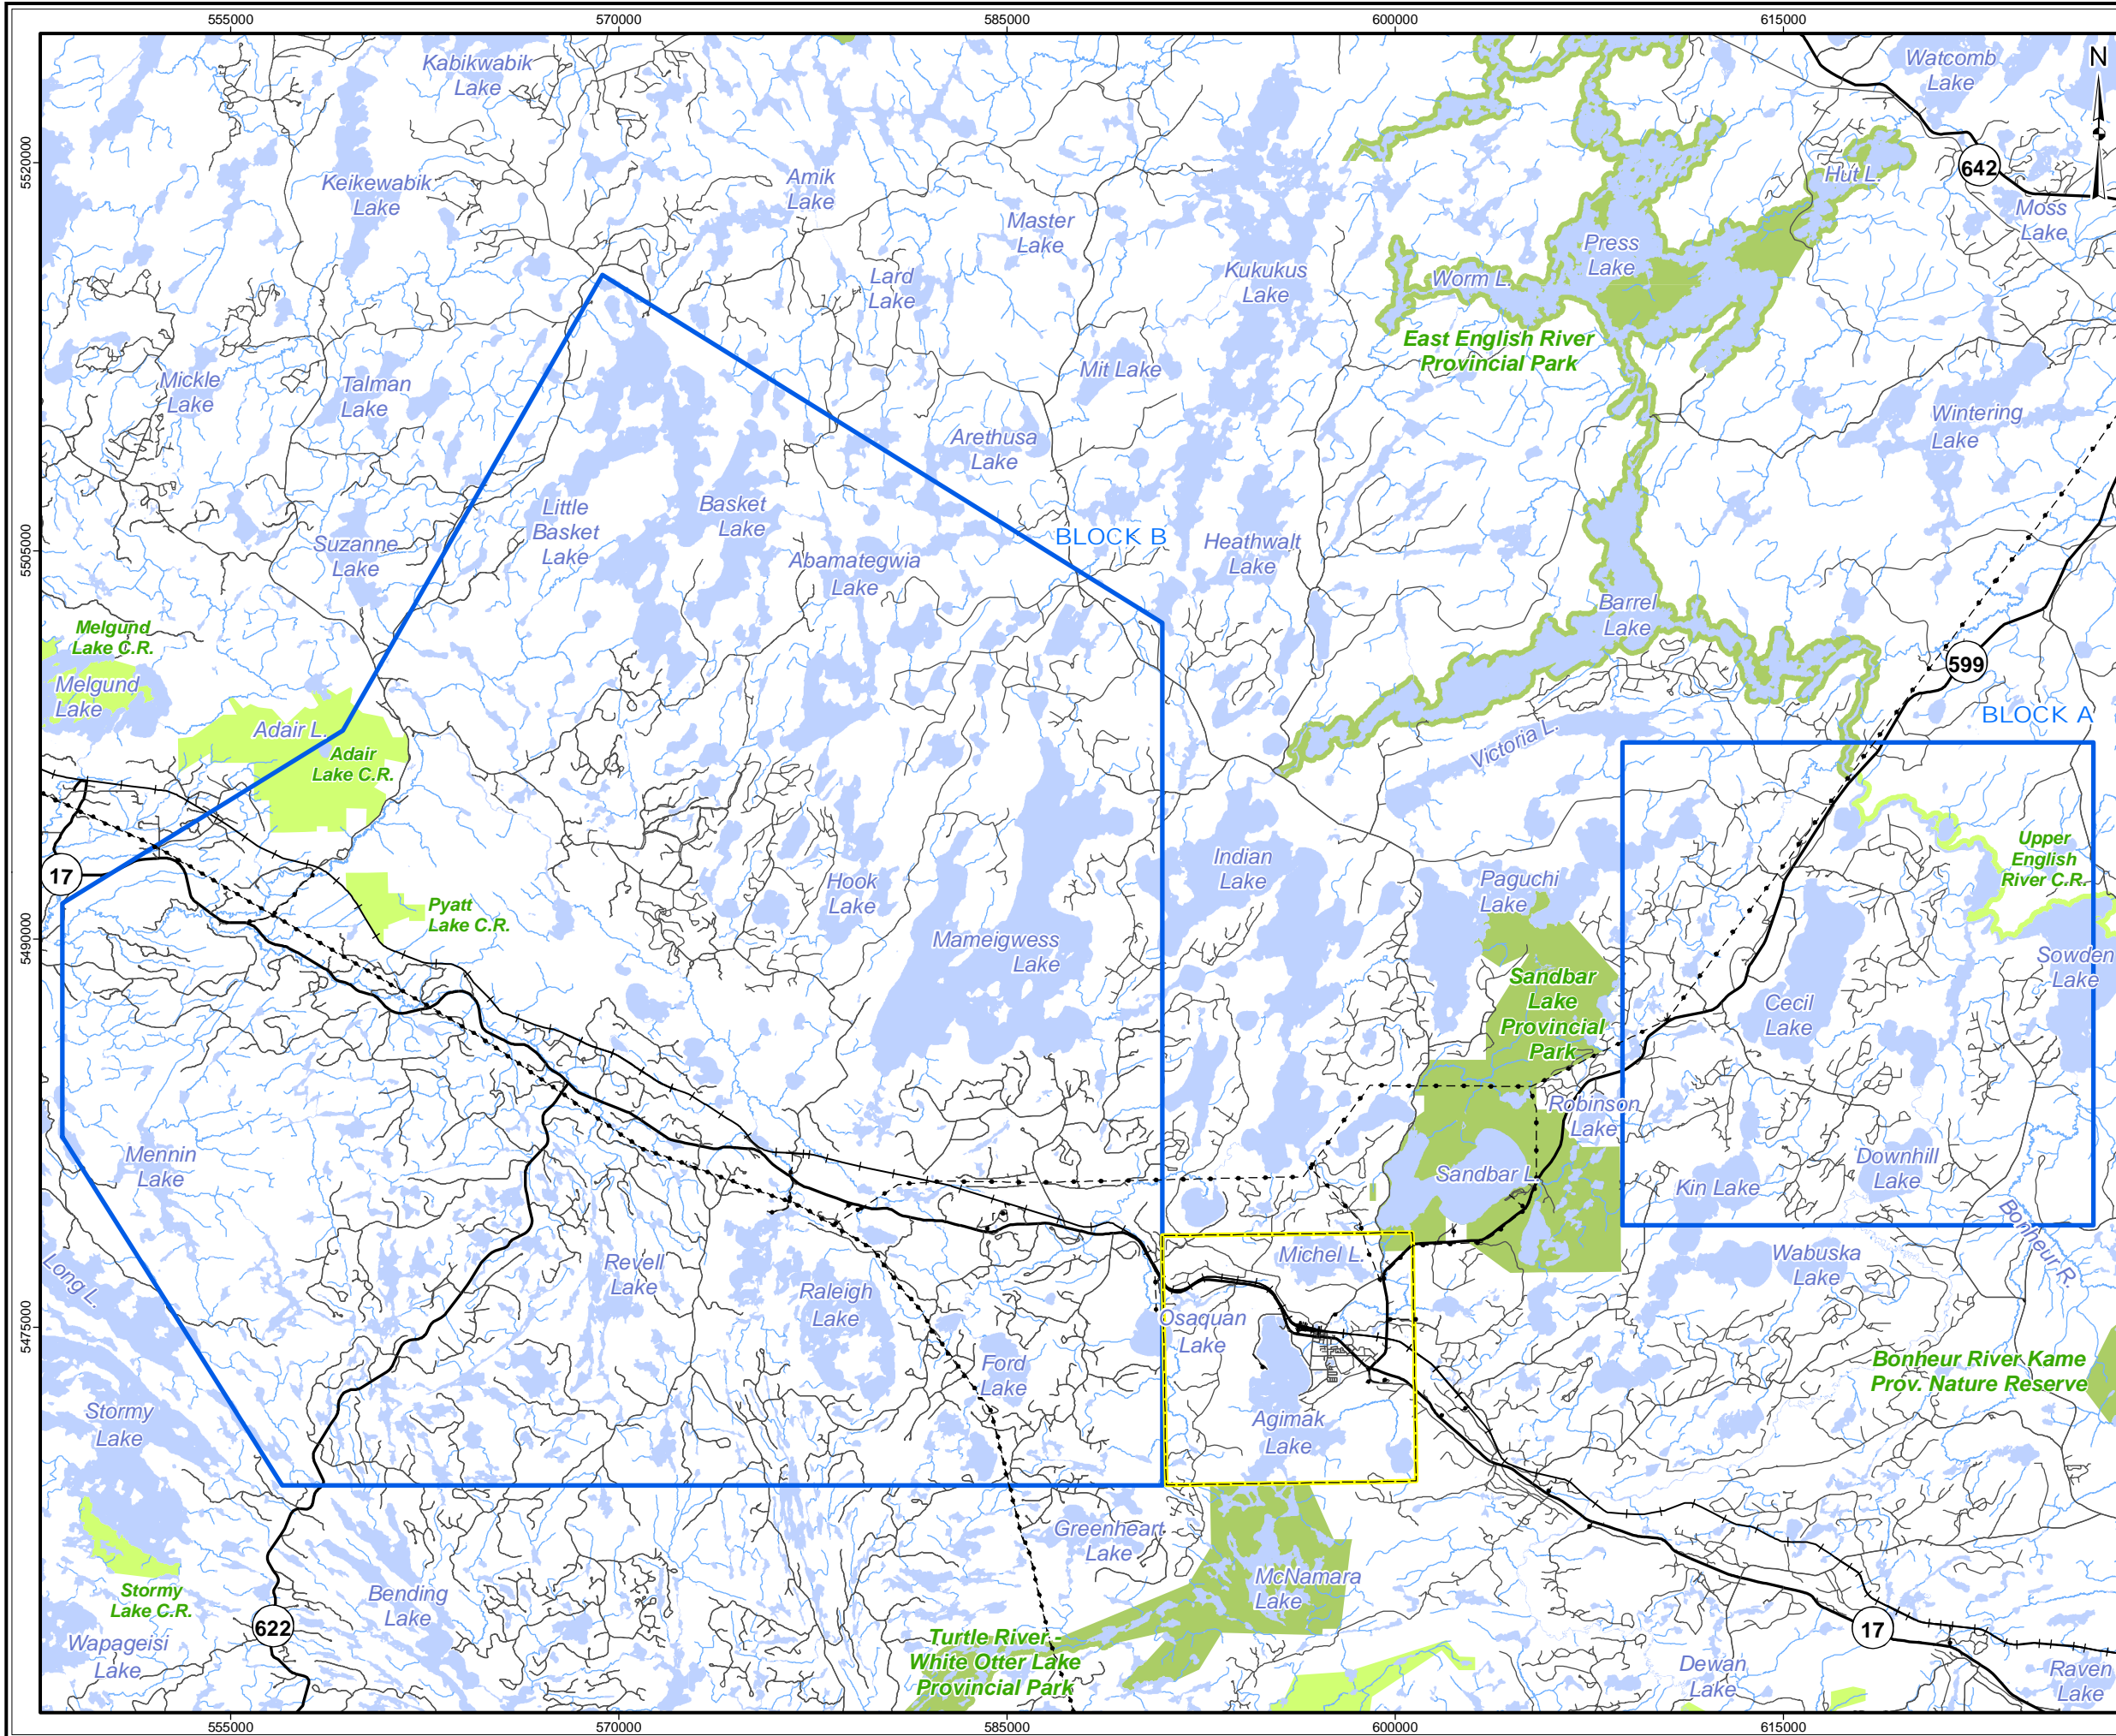 555000
570000
585000
600000
615000
N
Kabikwabik
Lake
Watcomb
Lake
5520000
642
Keikewabik
Lake
Amik
Lake
Hut L.
Master
Lake
Moss
Lake
Press
Lake
Lard
Lake
Kukukus
Lake
Worm L.
East English River
Provincial Park
Mickle
Lake
Talman
Lake
Mit Lake
Wintering
Lake
Arethusa
Lake
Little
Basket
Lake
Basket
Lake
5505000
Suzanne
Lake
BLOCK B
Heathwalt
Lake
Abamategwia
Lake
Barrel
Lake
Melgund
Lake C.R.
599
Melgund
Lake
BLOCK A
Adair L.
Adair
Lake C.R.
Victoria L.
17
Indian
Lake
Upper
English
River C.R.
Hook
Lake
Paguchi
Lake
Pyatt
Lake C.R.
5490000
Mameigwess
Lake
Sowden
Lake
Sandbar
Lake
Provincial
Park
Cecil
Lake
Robinson
Lake
Mennin
Lake
Sandbar L.
Kin Lake
Downhill
Lake
Bonheur R.
Long L.
Revell
Lake
Raleigh
Lake
Michel L.
Wabuska
Lake
5475000
Osaquan
Lake
Ford
Lake
Bonheur River Kame
Prov. Nature Reserve
Stormy
Lake
Agimak
Lake
Greenheart
Lake
Stormy
Lake C.R.
Bending
Lake
McNamara
Lake
622
17
Wapageisi
Lake
Turtle River -
White Otter Lake
Provincial Park
Dewan
Lake
Raven
Lake
555000
570000
585000
600000
615000